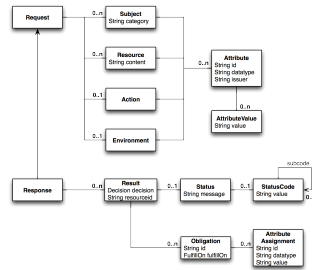 Request
0..n
Subject
String category
0..n
Resource
String content
0..n
Attribute
String id
String datatype
String issuer
0..1
Action
0..n
AttributeValue
String value
0..1
Environment
subcode
Response
0..n
Result
Decision decision
String resourceid
0..1
Status
String message
0..1
StatusCode
String value
0..n
Obligation
String id
FulfillOn fulfillOn
0..n
Attribute
Assignment
String id
String datatype
String value